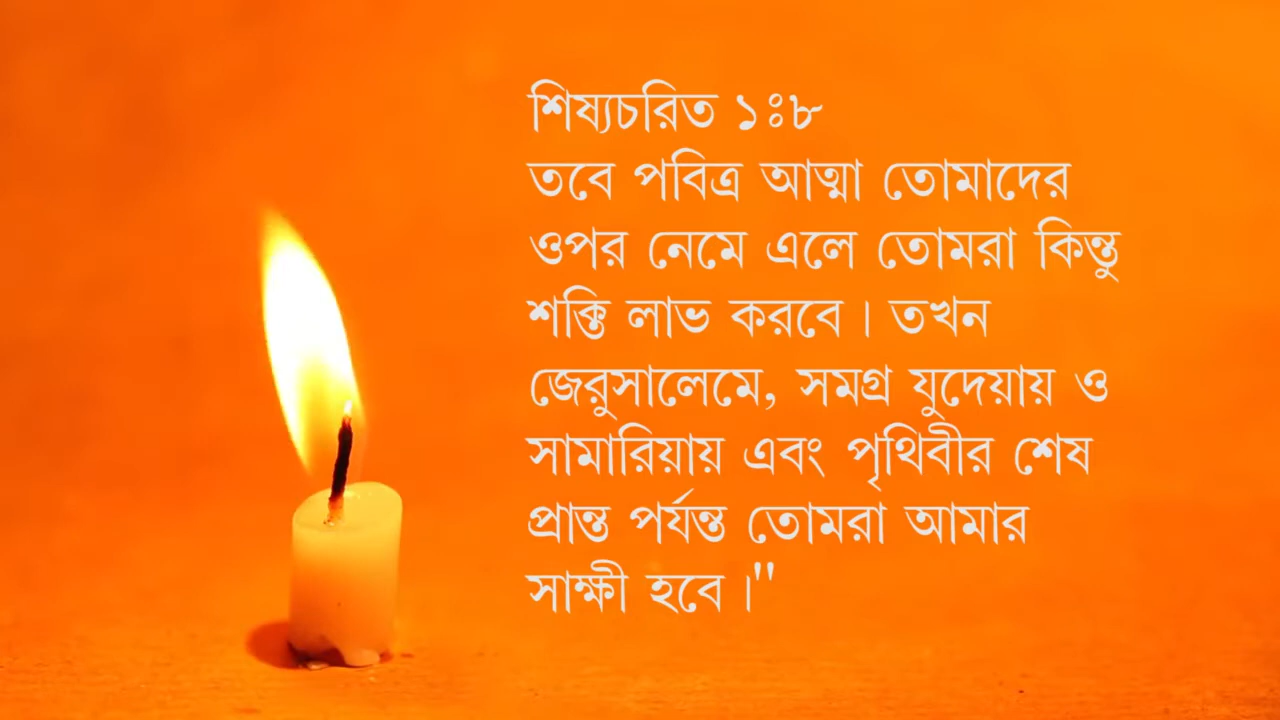 শিষ্যচরিত ১ঃ৮
তবে পবিত্র আত্মা তোমাদের
ওপর নেমে এলে তোমরা কিন্তু
শক্তি লাভ করবে। তখন
জেরুসালেমে, সমগ্র যুদেয়ায় ও
সামারিয়ায় এবং পৃথিবীর শেষ
প্রান্ত পর্যন্ত তোমরা আমার
সাক্ষী হবে।"